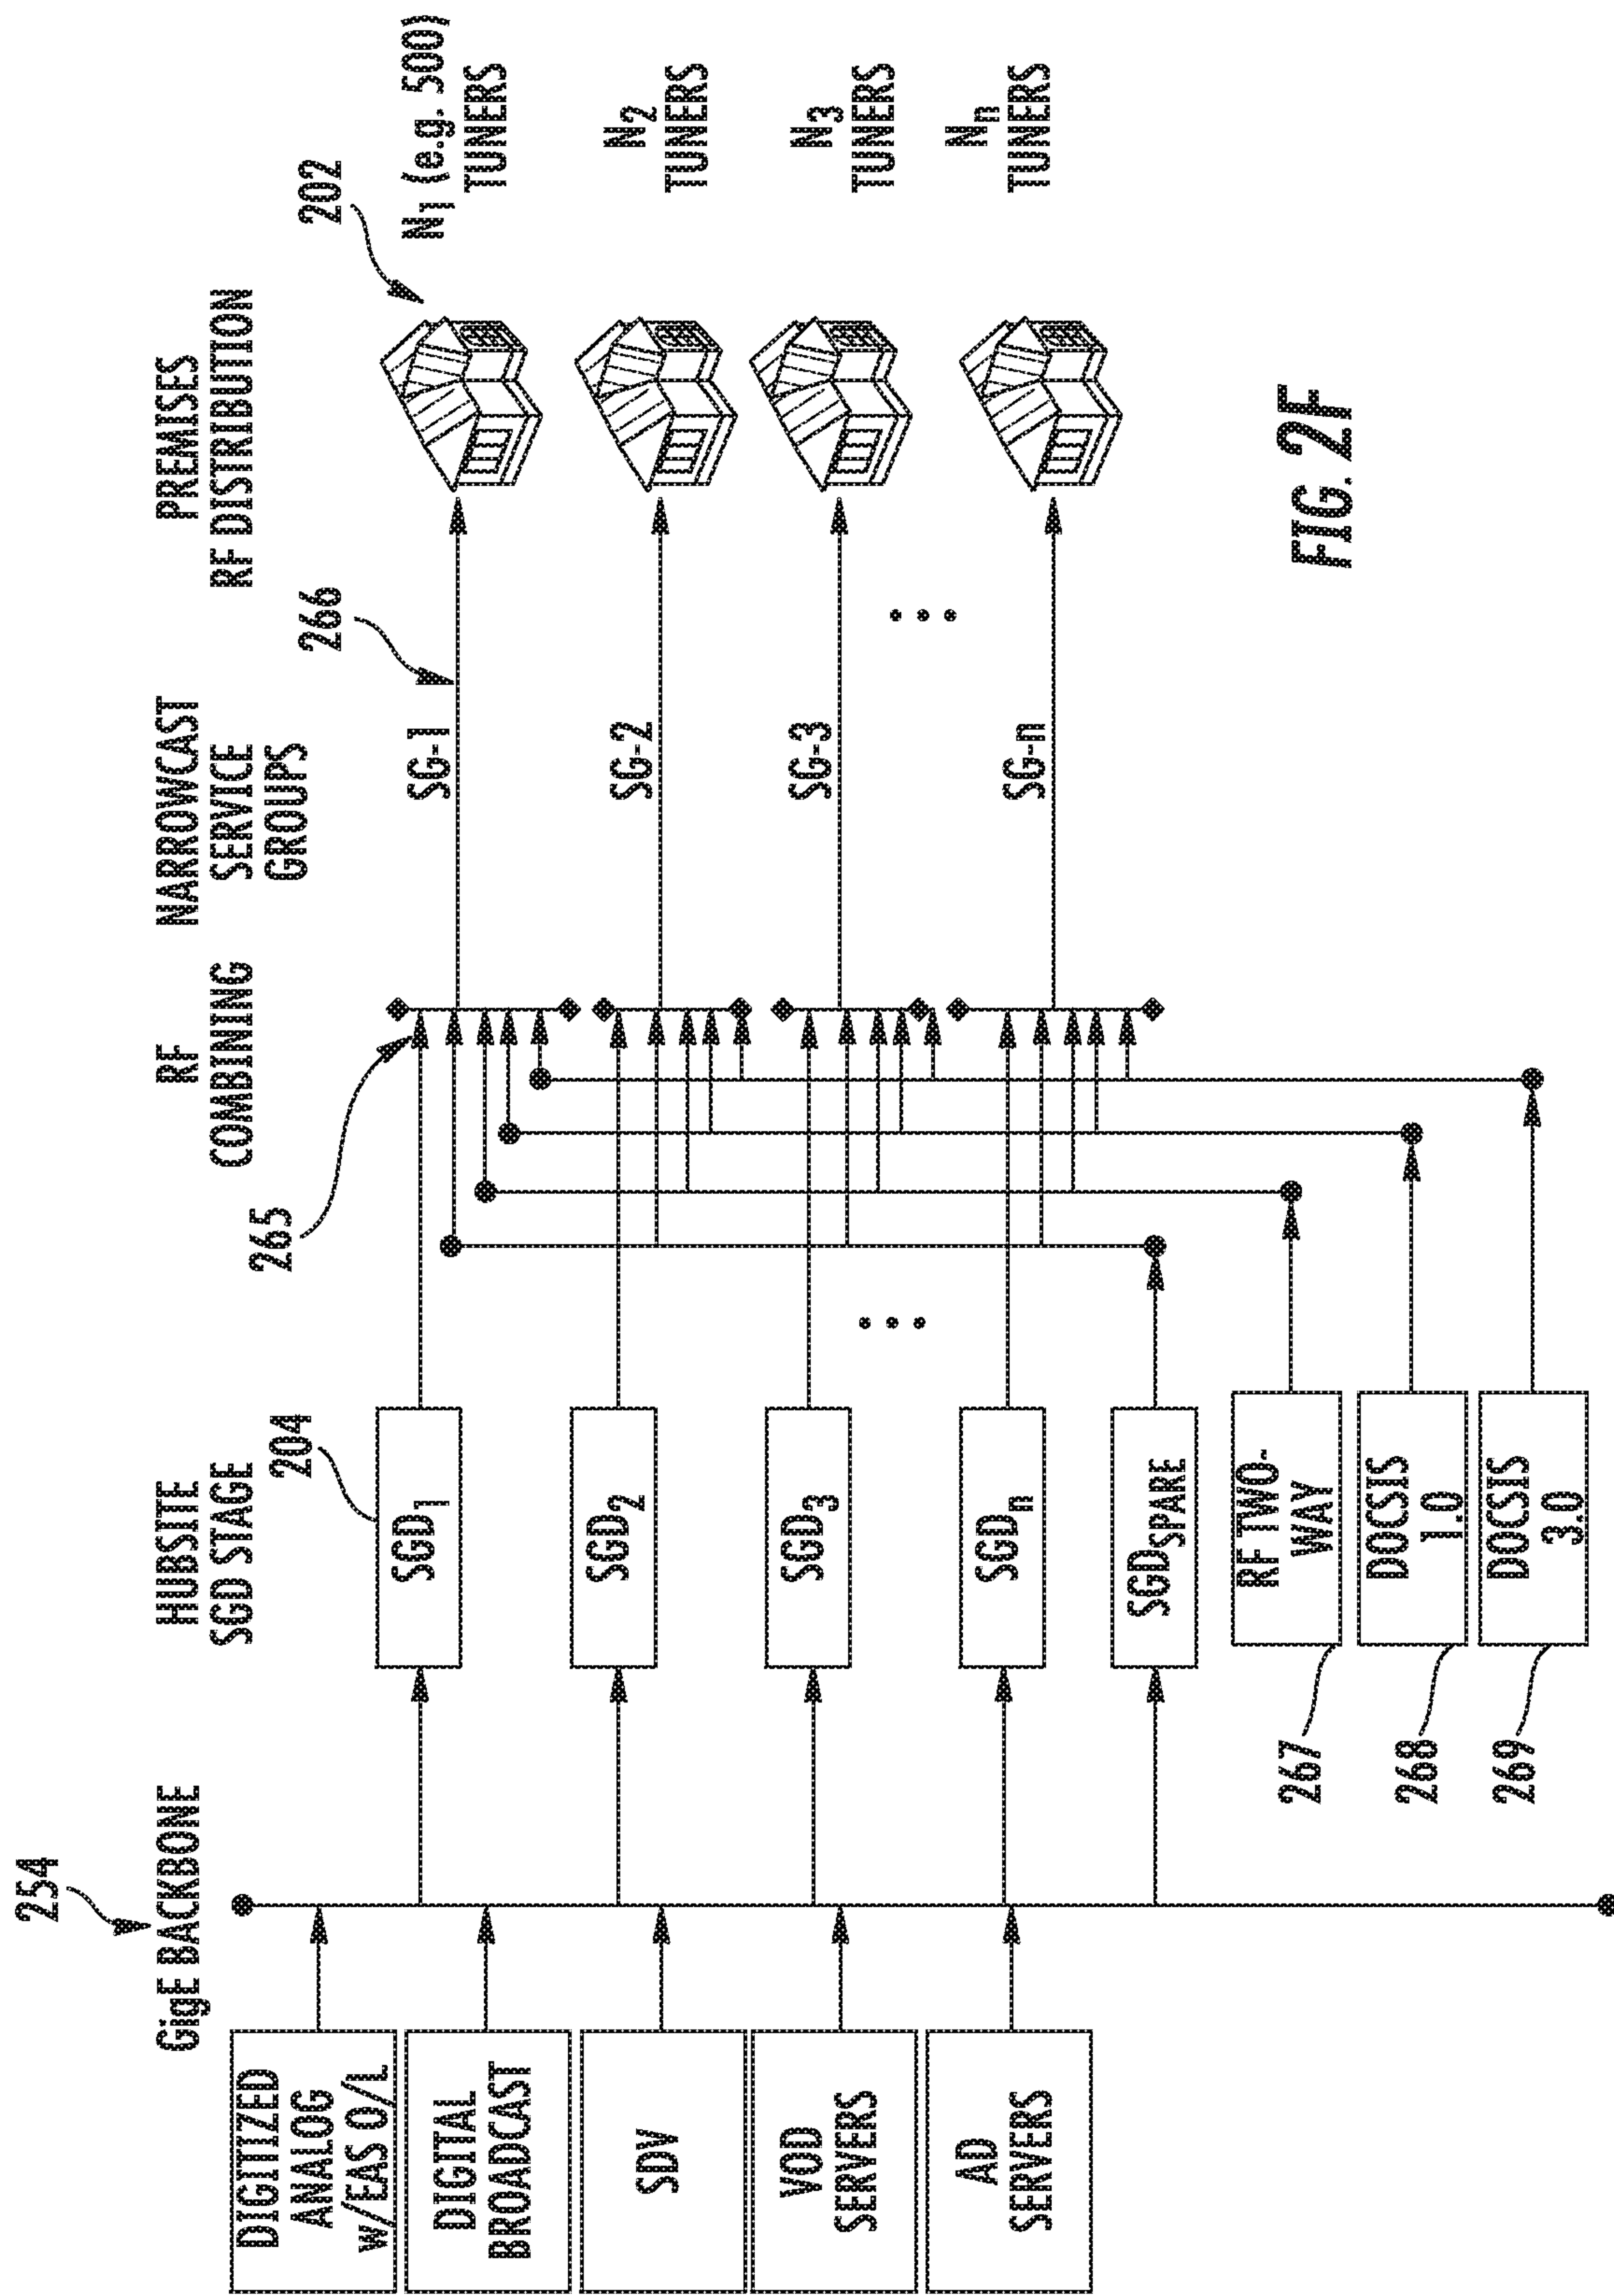 254
GigE BACKBONE
HUBSITE
SGD STAGE
RF
COMBINING
NARROWCAST
SERVICE
GROUPS
PREMISES
RF DISTRIBUTION
204
265
266
202
DIGITIZED
ANALOG
w/EAS O/L
DIGITAL
BROADCAST
SDV
VOD
SERVERS
AD
SERVERS
SGD1
SGD2
SGD3
SGDn
SGDSPARE
RF TWO-
WAY
DOCSIS
1.0
DOCSIS
3.0
267
268
269
SG-1
SG-2
SG-3
SG-n
N1 (e.g. 500)
TUNERS
N2
TUNERS
N3
TUNERS
Nn
TUNERS
FIG. 2F